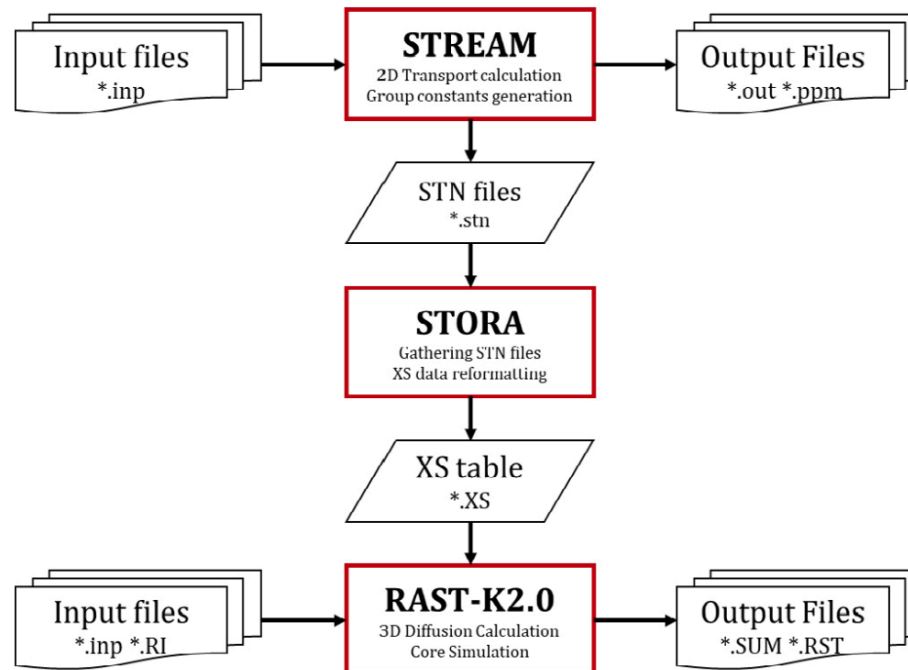 Input files
*.inp
STREAM
2D Transport calculation
Group constants generation
Output Files
*.out *.ppm
STN files
*.stn
STORA
Gathering STN files
XS data reformatting
XS table
*.XS
Input files
*.inp *.RI
RAST-K2.0
3D Diffusion Calculation
Core Simulation
Output Files
*.SUM *.RST